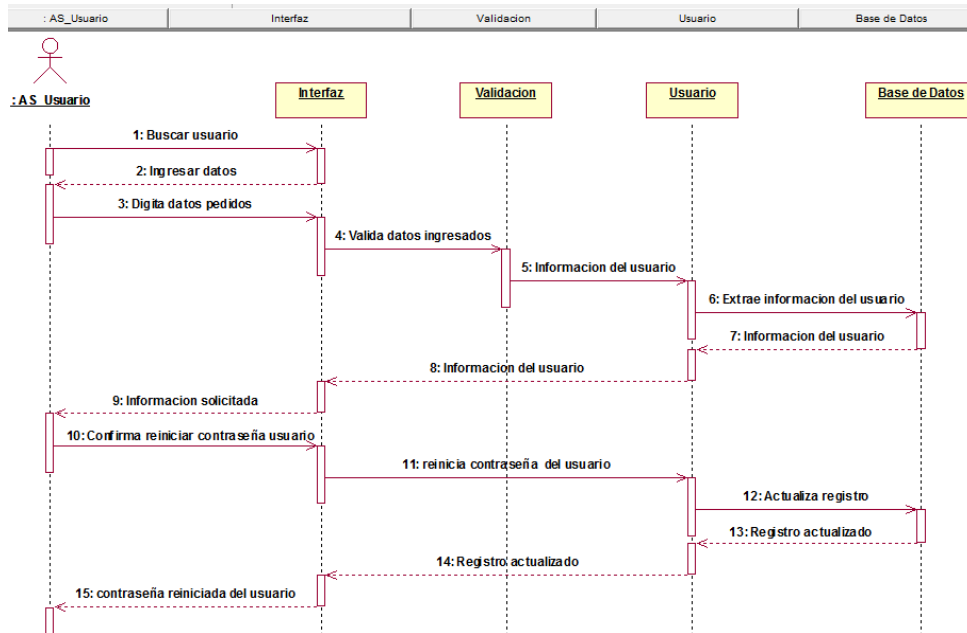 : AS_Usuario Interfaz Validacion Usuario Base de Datos
: AS Usuario Interfaz Validacion Usuario Base de Datos
1: Buscar usuario
2: Ingresar datos
3: Digita datos pedidos
4: Valida datos ingresados
5: Informacion del usuario
6: Extrae informacion del usuario
7: Informacion del usuario
8: Informacion del usuario
9: Informacion solicitada
10: Confirma reiniciar contraseña usuario
11: reinicia contraseña del usuario
12: Actualiza registro
13: Registro actualizado
14: Registro actualizado
15: contraseña reiniciada del usuario